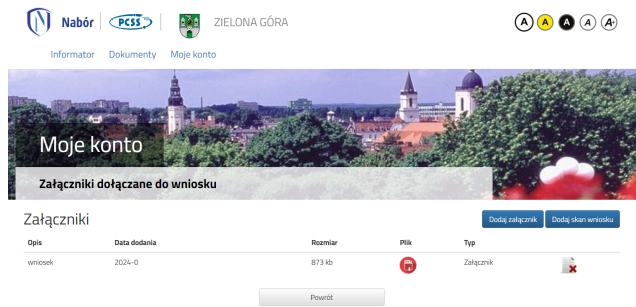 Nabór PCSS ZIELONA GÓRA A A A A A+
Informator Dokumenty Moje konto
Moje konto
Załączniki dołączane do wniosku
Załączniki Dodaj załącznik Dodaj skan wniosku
Opis Data dodania Rozmiar Plik Typ
wniosek 2024-0 873 kb Załącznik
Powrót